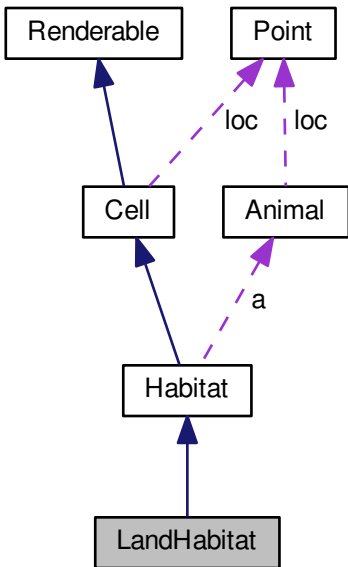 Renderable
Point
loc
loc
Cell
Animal
a
Habitat
LandHabitat